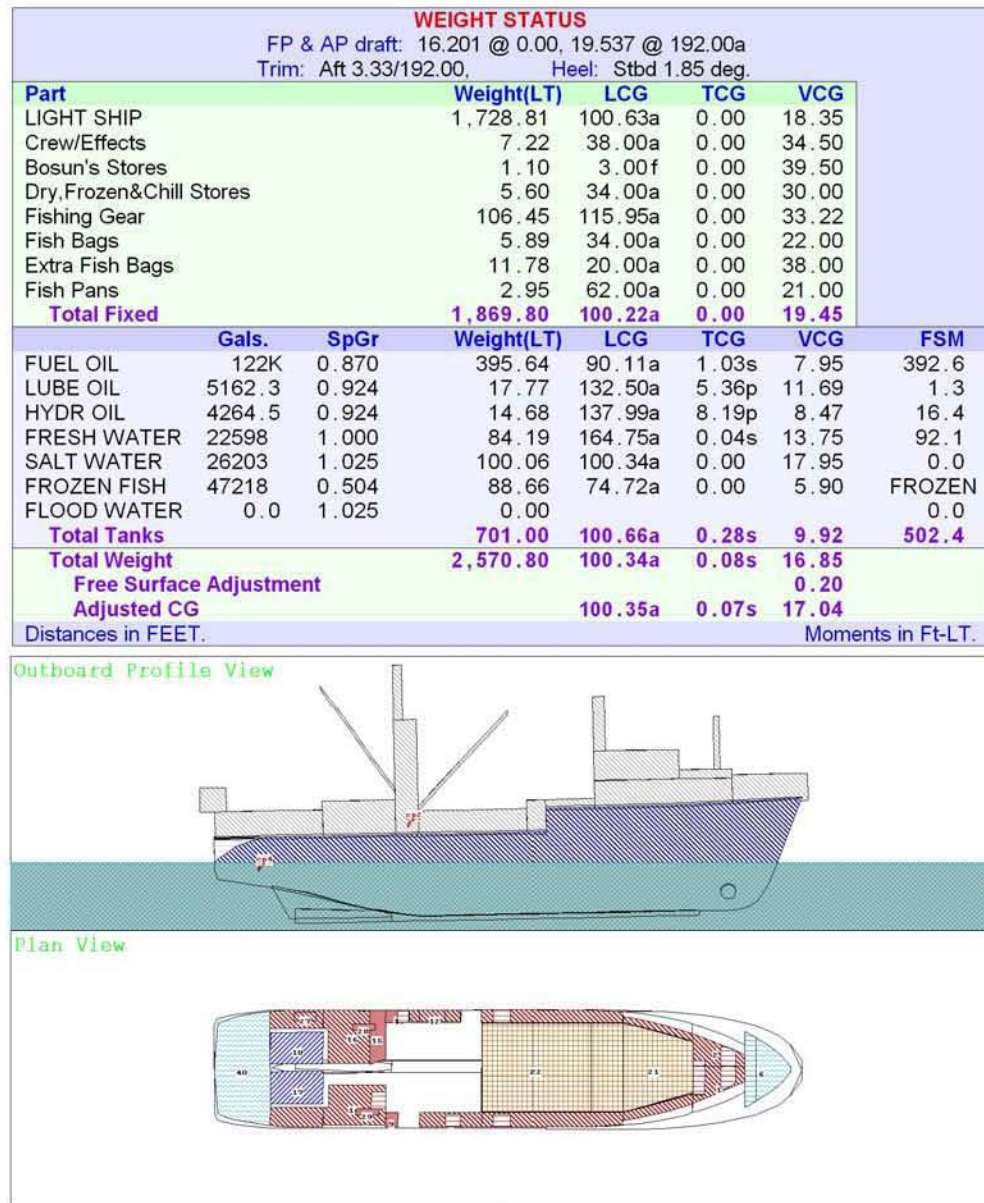 WEIGHT STATUS
FP & AP draft: 16.201 @ 0.00, 19.537 @ 192.00a
Trim: Aft 3.33/192.00, Heel: Stbd 1.85 deg.
Part Weight(LT) LCG TCG VCG
LIGHT SHIP 1,728.81 100.63a 0.00 18.35
Crew/Effects 7.22 38.00a 0.00 34.50
Bosun's Stores 1.10 3.00f 0.00 39.50
Dry,Frozen&Chill Stores 5.60 34.00a 0.00 30.00
Fishing Gear 106.45 115.95a 0.00 33.22
Fish Bags 5.89 34.00a 0.00 22.00
Extra Fish Bags 11.78 20.00a 0.00 38.00
Fish Pans 2.95 62.00a 0.00 21.00
Total Fixed 1,869.80 100.22a 0.00 19.45
Gals. SpGr Weight(LT) LCG TCG VCG FSM
FUEL OIL 122K 0.870 395.64 90.11a 1.03s 7.95 392.6
LUBE OIL 5162.3 0.924 17.77 132.50a 5.36p 11.69 1.3
HYDR OIL 4264.5 0.924 14.68 137.99a 8.19p 8.47 16.4
FRESH WATER 22598 1.000 84.19 164.75a 0.04s 13.75 92.1
SALT WATER 26203 1.025 100.06 100.34a 0.00 17.95 0.0
FROZEN FISH 47218 0.504 88.66 74.72a 0.00 5.90 FROZEN
FLOOD WATER 0.0 1.025 0.00 0.0
Total Tanks 701.00 100.66a 0.28s 9.92 502.4
Total Weight 2,570.80 100.34a 0.08s 16.85
Free Surface Adjustment 0.20
Adjusted CG 100.35a 0.07s 17.04
Distances in FEET. Moments in Ft-LT.
Outboard Profile View
Plan View
40
18
22
21